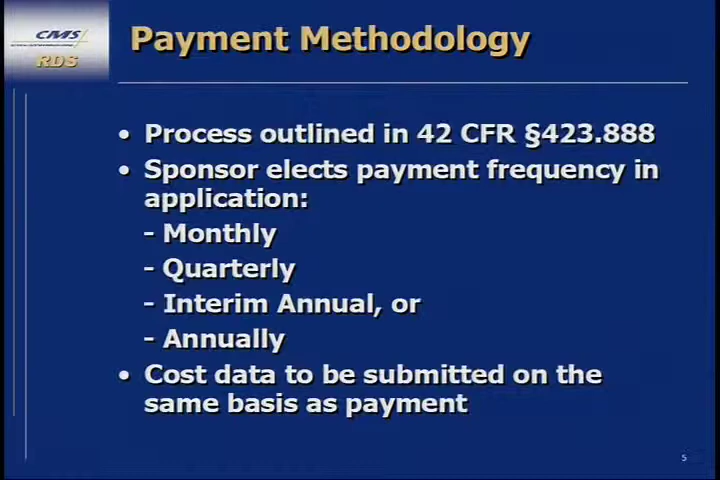 CMS
RDS
Payment Methodology
• Process outlined in 42 CFR §423.888
• Sponsor elects payment frequency in
application:
- Monthly
- Quarterly
- Interim Annual, or
- Annually
• Cost data to be submitted on the
same basis as payment
5